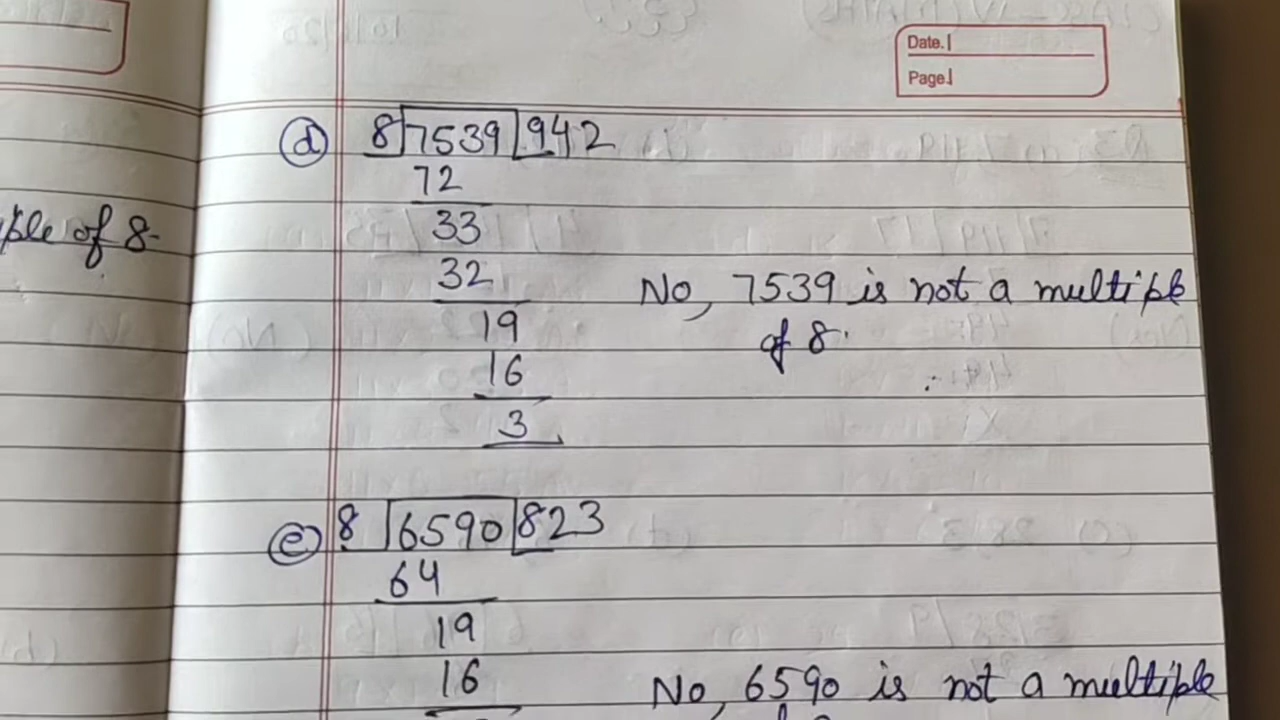 Date.
Page.
ple of 8
d 8 7539 942
72
33
32
No, 7539 is not a multiple
19
of 8.
16
3
e 8 6590 823
64
19
16
No, 6590 is not a multiple